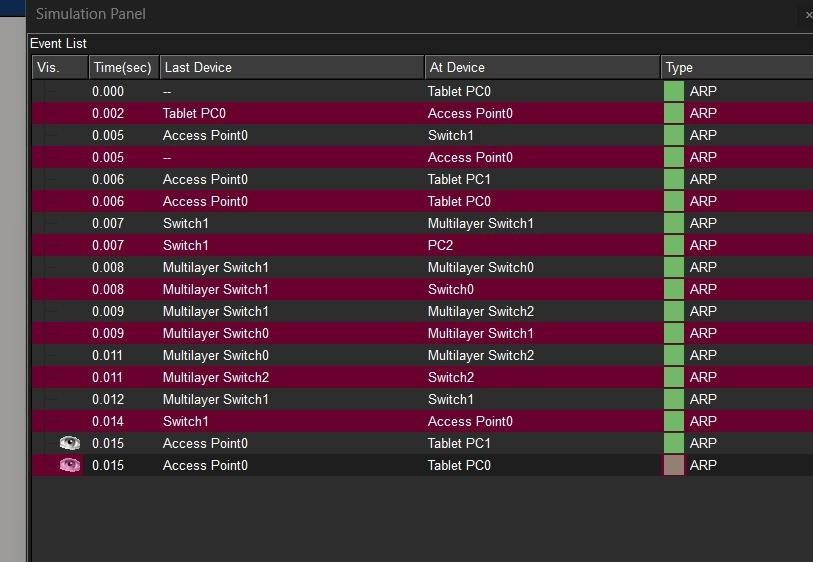 Simulation Panel
Event List
Vis. Time(sec) Last Device At Device Type
0.000 -- Tablet PC0 ARP
0.002 Tablet PC0 Access Point0 ARP
0.005 Access Point0 Switch1 ARP
0.005 -- Access Point0 ARP
0.006 Access Point0 Tablet PC1 ARP
0.006 Access Point0 Tablet PC0 ARP
0.007 Switch1 Multilayer Switch1 ARP
0.007 Switch1 PC2 ARP
0.008 Multilayer Switch1 Multilayer Switch0 ARP
0.008 Multilayer Switch1 Switch0 ARP
0.009 Multilayer Switch1 Multilayer Switch2 ARP
0.009 Multilayer Switch0 Multilayer Switch1 ARP
0.011 Multilayer Switch0 Multilayer Switch2 ARP
0.011 Multilayer Switch2 Switch2 ARP
0.012 Multilayer Switch1 Switch1 ARP
0.014 Switch1 Access Point0 ARP
0.015 Access Point0 Tablet PC1 ARP
0.015 Access Point0 Tablet PC0 ARP